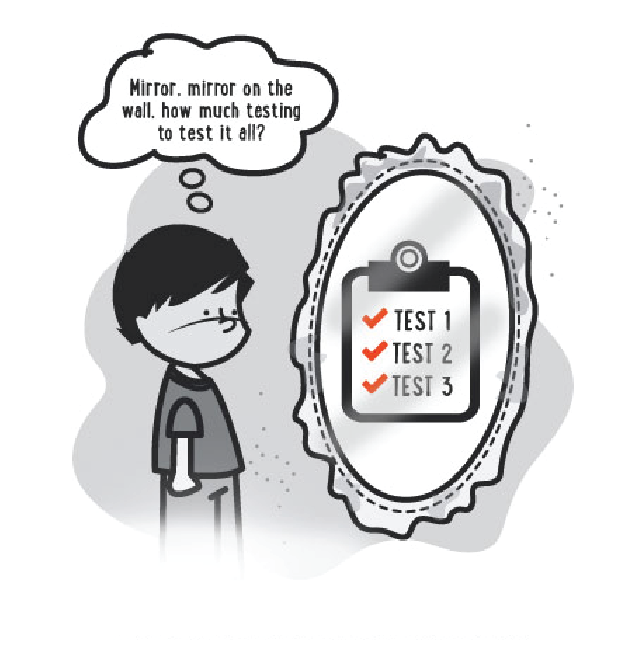 Mirror, mirror on the
wall, how much testing
to test it all?
TEST 1
TEST 2
TEST 3